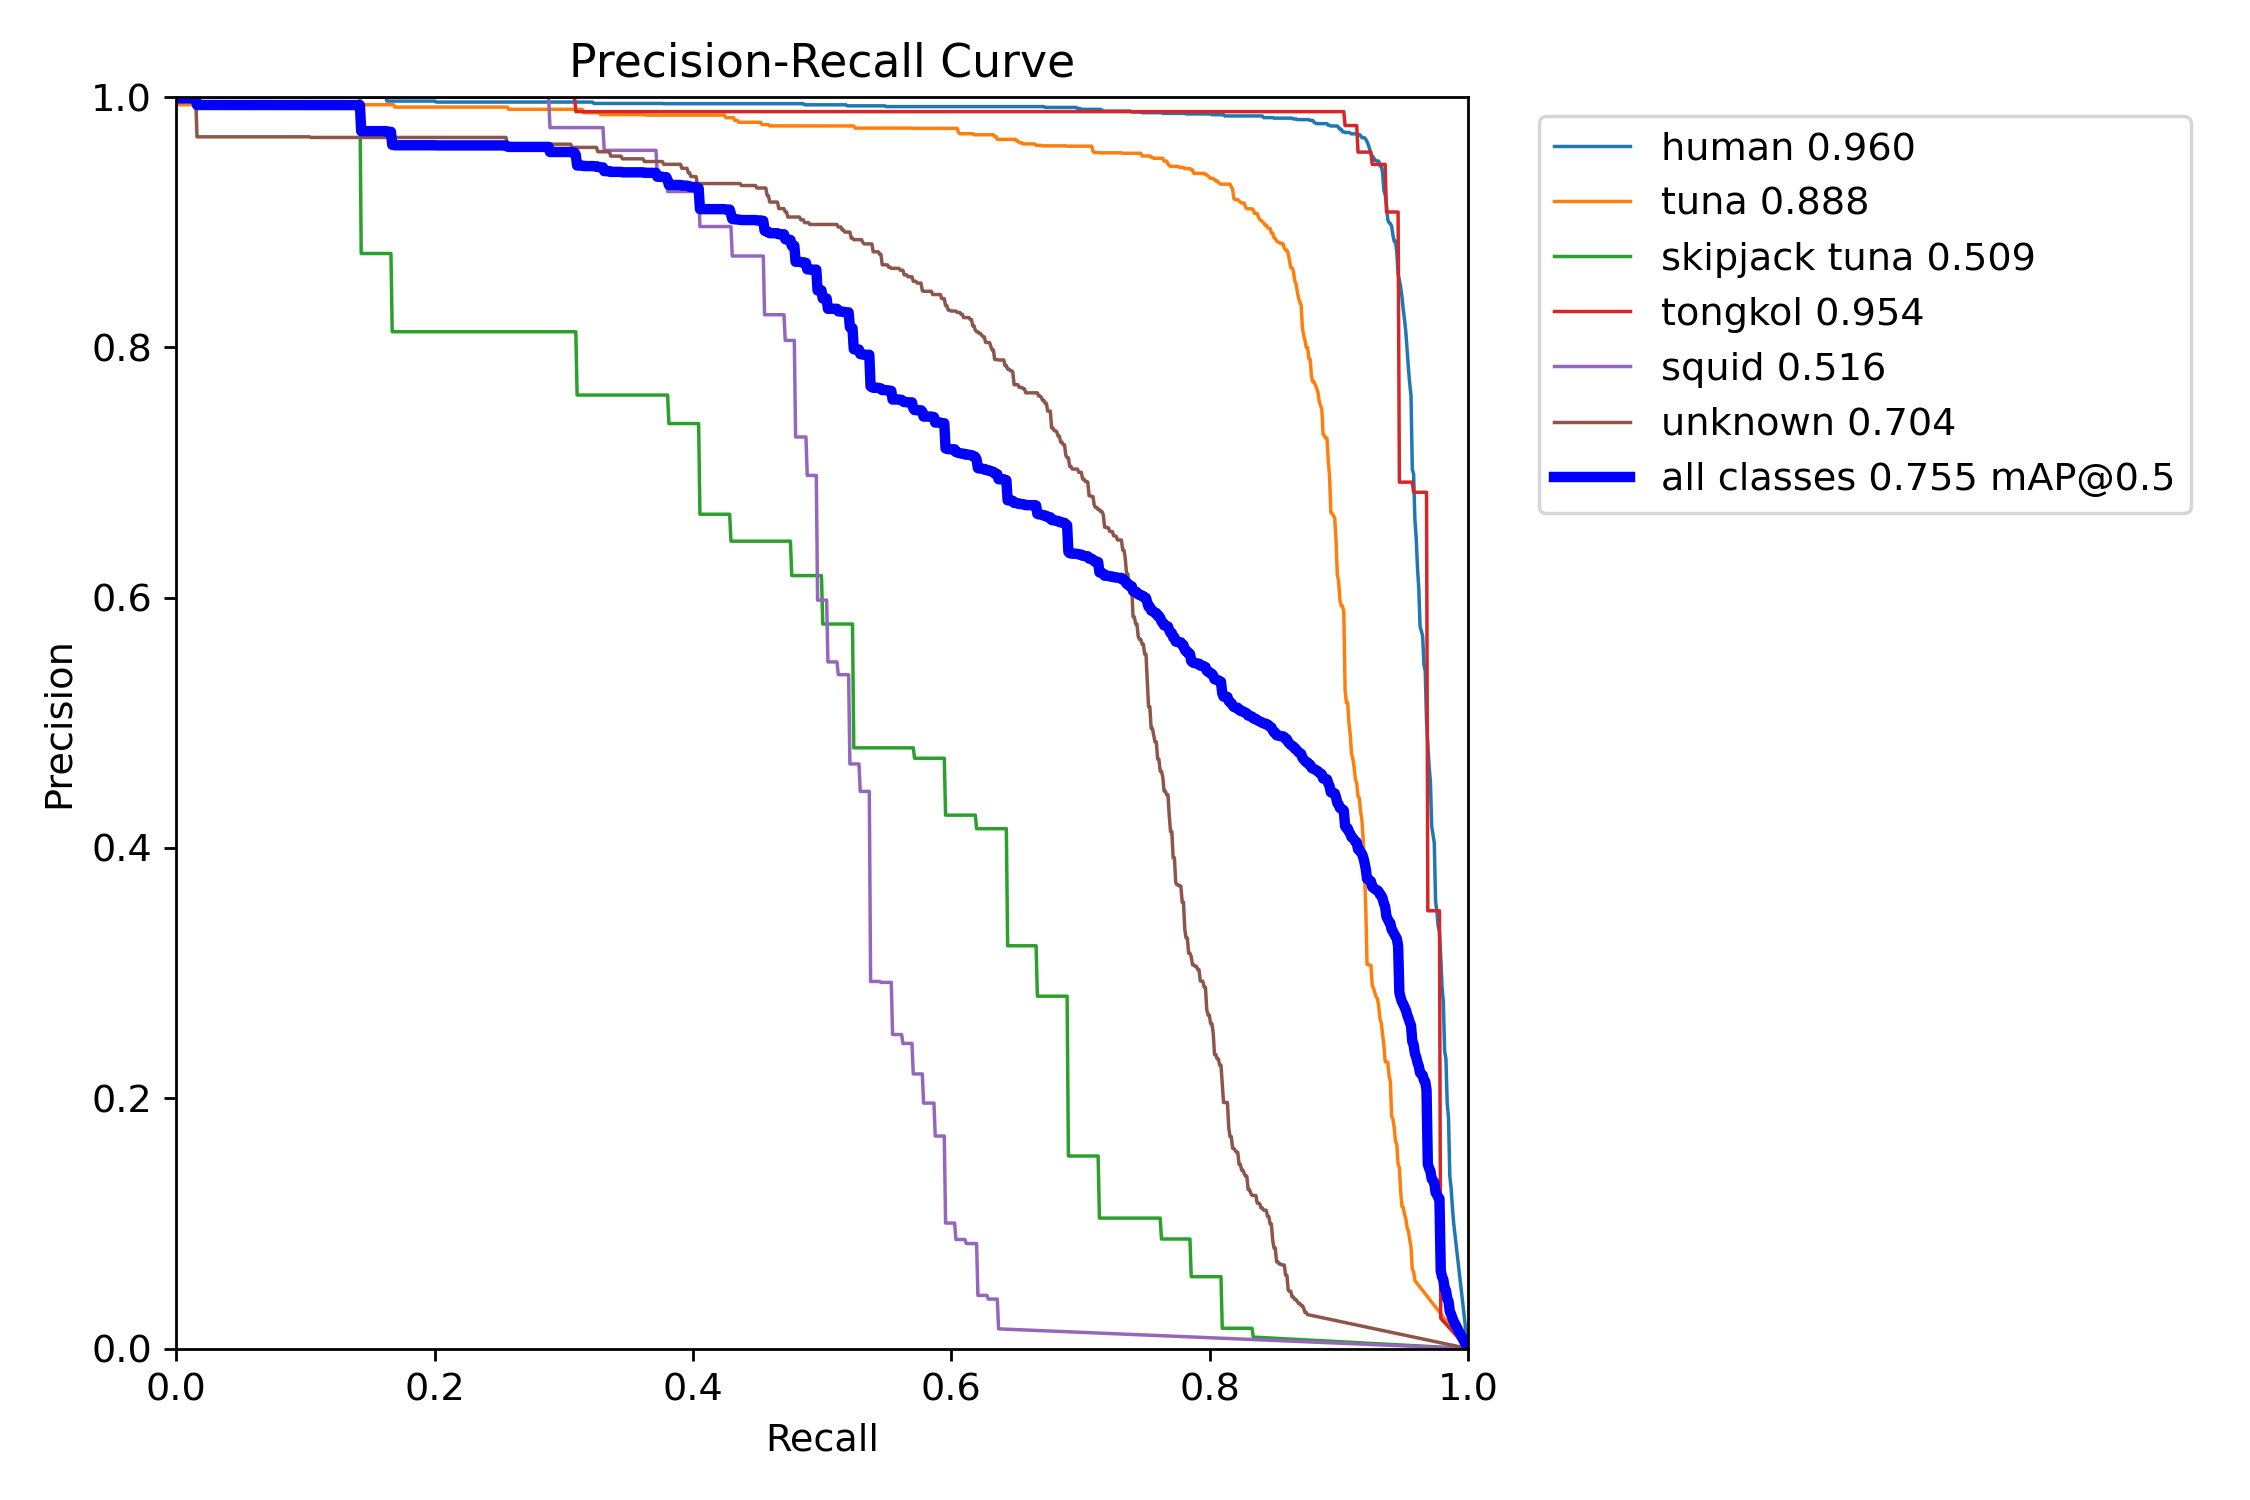 Precision-Recall Curve
1.0
0.8
0.6
0.4
0.2
0.0
Precision
0.0 0.2 0.4 0.6 0.8 1.0
Recall
human 0.960
tuna 0.888
skipjack tuna 0.509
tongkol 0.954
squid 0.516
unknown 0.704
all classes 0.755 mAP@0.5